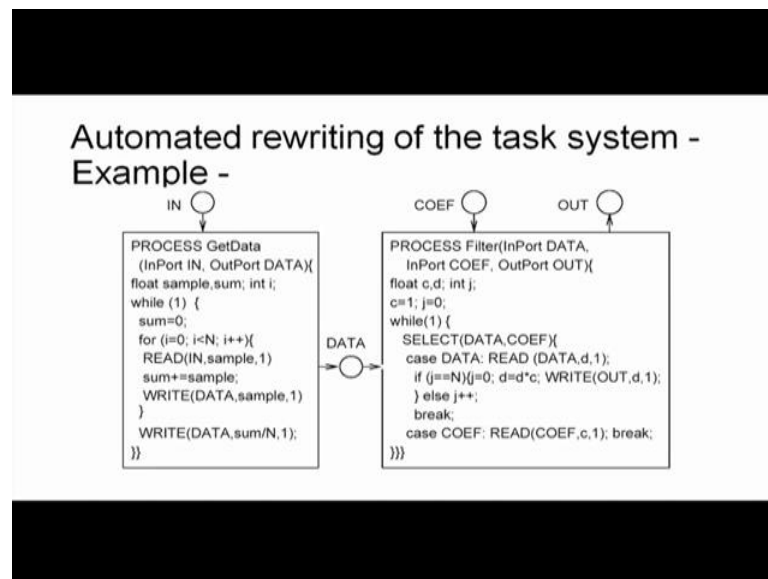 Automated rewriting of the task system -
Example -
IN
COEF
OUT
PROCESS GetData
(InPort IN, OutPort DATA){
float sample,sum; int i;
while (1) {
sum=0;
for (i=0; i<N; i++){
READ(IN,sample,1)
sum+=sample;
WRITE(DATA,sample,1)
}
WRITE(DATA,sum/N,1);
}}
DATA
PROCESS Filter(InPort DATA,
InPort COEF, OutPort OUT){
float c,d; int j;
c=1; j=0;
while(1) {
SELECT(DATA,COEF){
case DATA: READ (DATA,d,1);
if (j==N){j=0; d=d*c; WRITE(OUT,d,1);
} else j++;
break;
case COEF: READ(COEF,c,1); break;
}}}